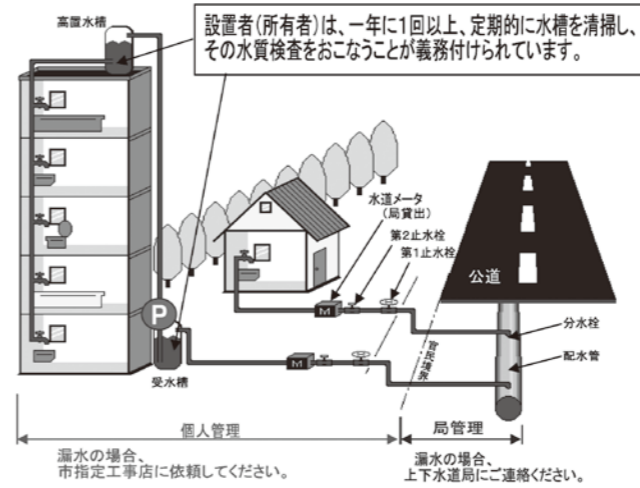 高置水槽
設置者(所有者)は、一年に1回以上、定期的に水槽を清掃し、
その水質検査をおこなうことが義務付けられています。
水道メータ
(局貸出)
第2止水栓
第1止水栓
公道
P
M
分水栓
官民境界
配水管
M
受水槽
個人管理
局管理
漏水の場合、
市指定工事店に依頼してください。
漏水の場合、
上下水道局にご連絡ください。